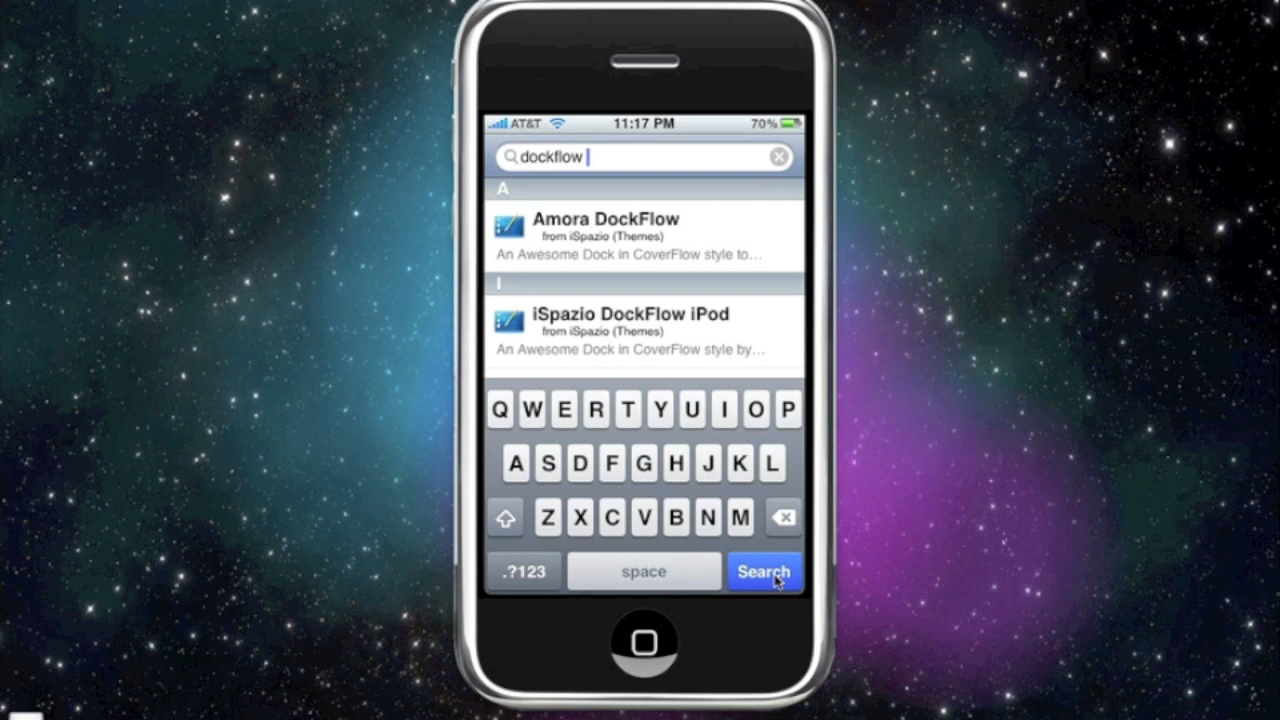 AT&T 11:17 PM 70%
dockflow
A
Amora DockFlow
from iSpazio (Themes)
An Awesome Dock in CoverFlow style to...
I
iSpazio DockFlow iPod
from iSpazio (Themes)
An Awesome Dock in CoverFlow style by...
Q W E R T Y U I O P
A S D F G H J K L
Z X C V B N M
.?123 space Search